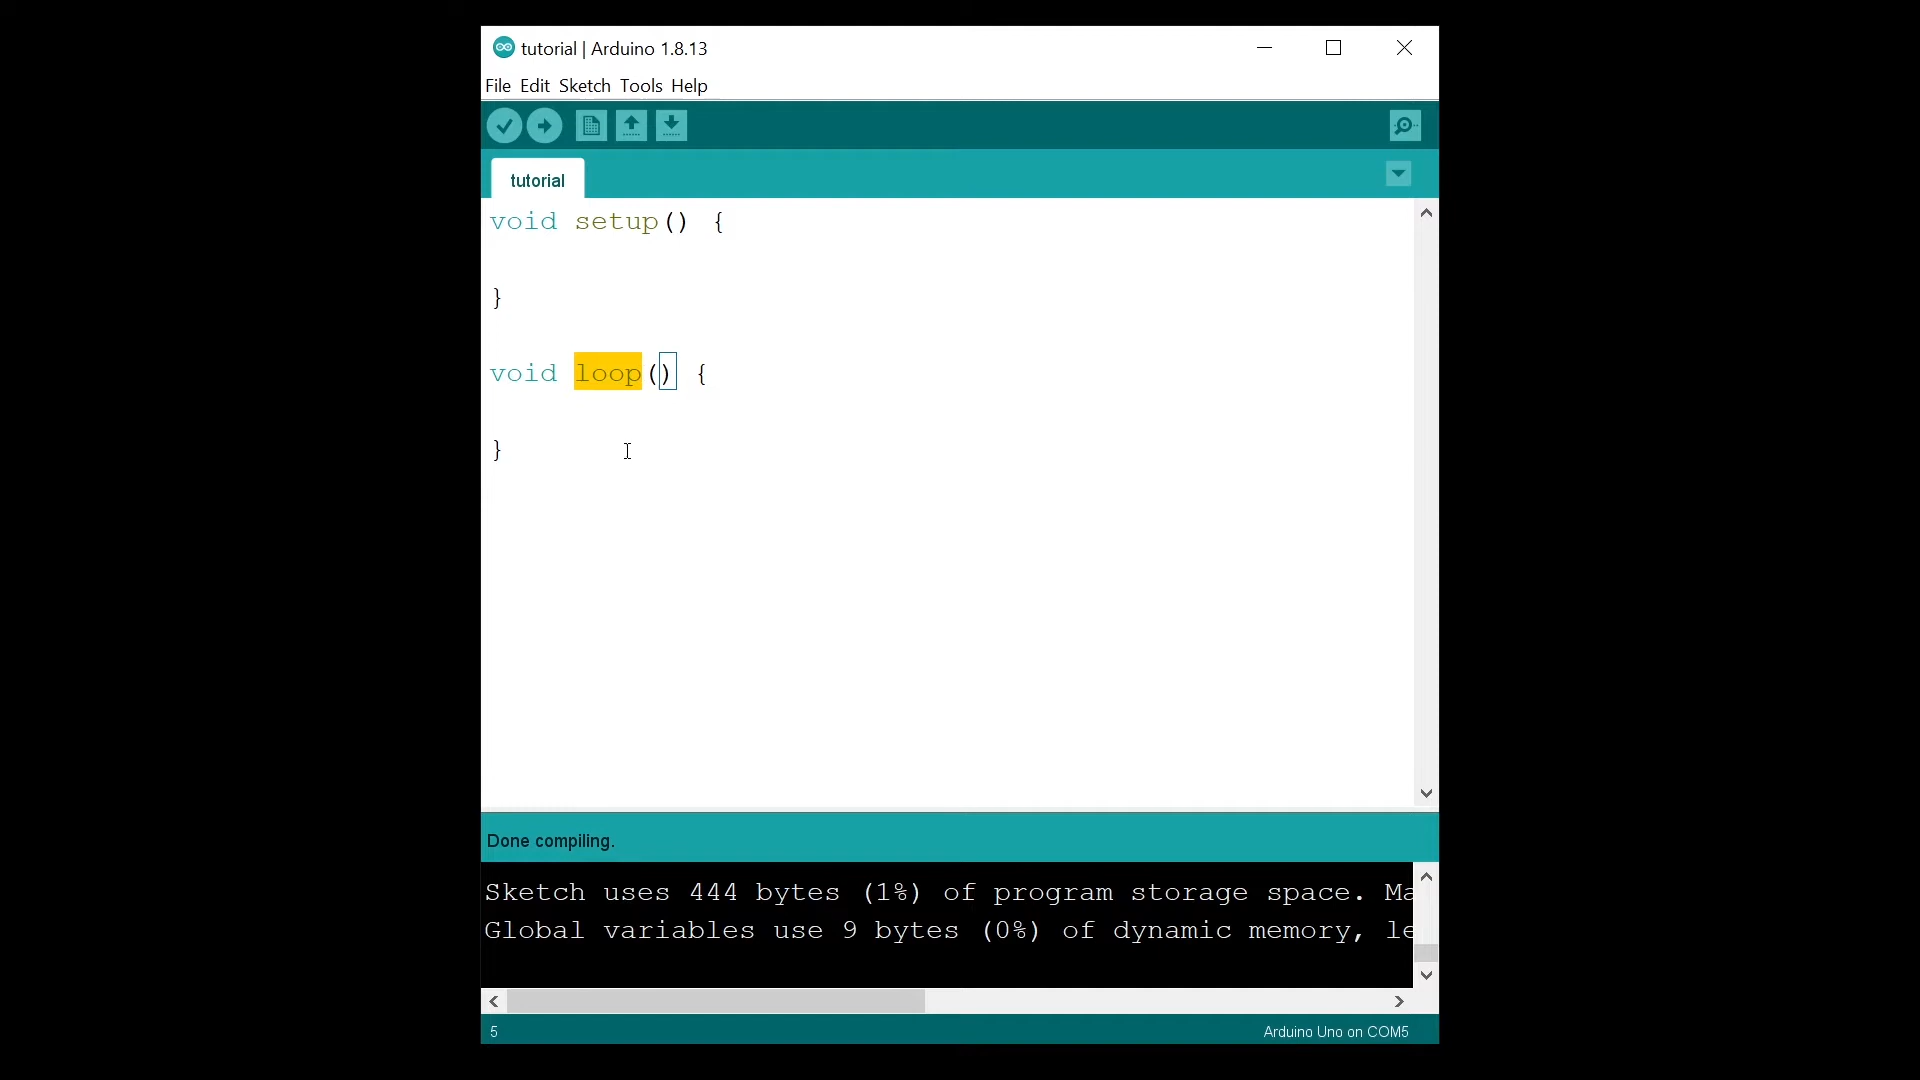 tutorial | Arduino 1.8.13
File Edit Sketch Tools Help
tutorial
void setup() {
}
void loop() {
}
Done compiling.
Sketch uses 444 bytes (1%) of program storage space. Ma
Global variables use 9 bytes (0%) of dynamic memory, le
5
Arduino Uno on COM5